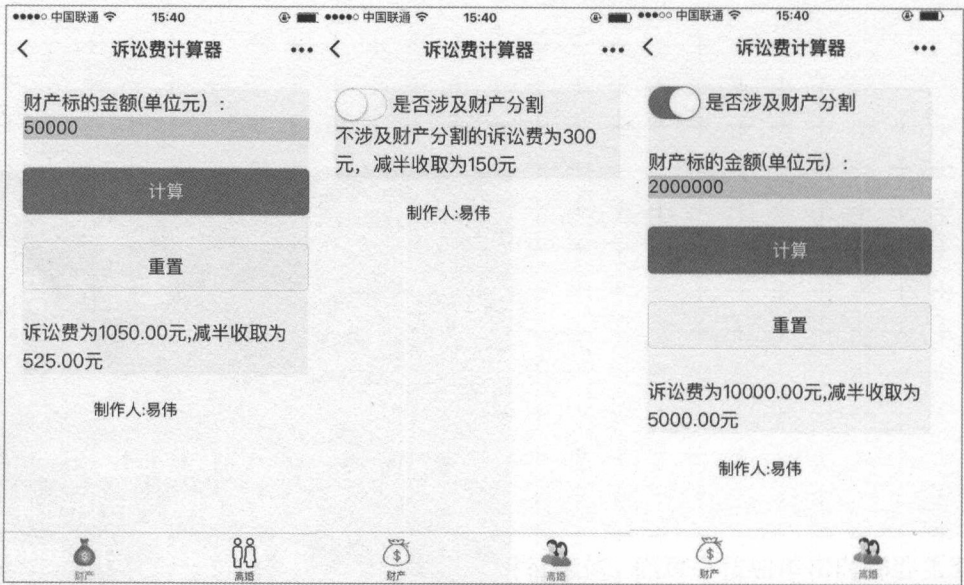 中国联通 15:40
诉讼费计算器
财产标的金额(单位元) :
50000
计算
重置
诉讼费为1050.00元,减半收取为
525.00元
制作人:易伟
财产 离婚
中国联通 15:40
诉讼费计算器
是否涉及财产分割
不涉及财产分割的诉讼费为300
元，减半收取为150元
制作人:易伟
财产 离婚
中国联通 15:40
诉讼费计算器
是否涉及财产分割
财产标的金额(单位元) :
2000000
计算
重置
诉讼费为10000.00元,减半收取为
5000.00元
制作人:易伟
财产 离婚